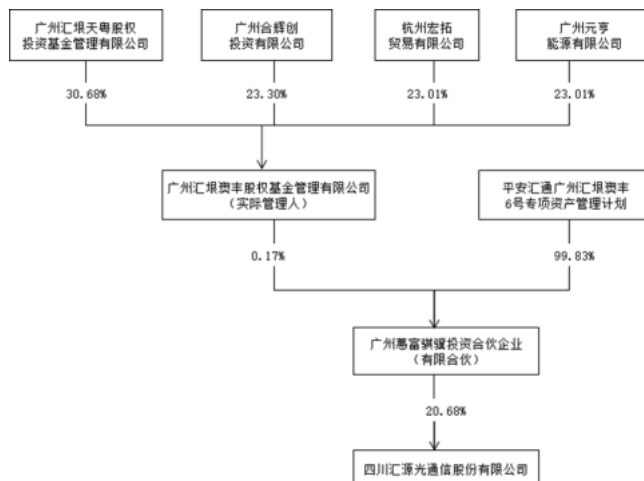 广州汇垠天粤股权
投资基金管理有限公司
广州合辉创
投资有限公司
杭州宏拓
贸易有限公司
广州元亨
能源有限公司
30.68%
23.30%
23.01%
23.01%
广州汇垠澳丰股权基金管理有限公司
（实际管理人）
平安汇通广州汇垠澳丰
6号专项资产管理计划
0.17%
99.83%
广州蕙富骐骥投资合伙企业
（有限合伙）
20.68%
四川汇源光通信股份有限公司